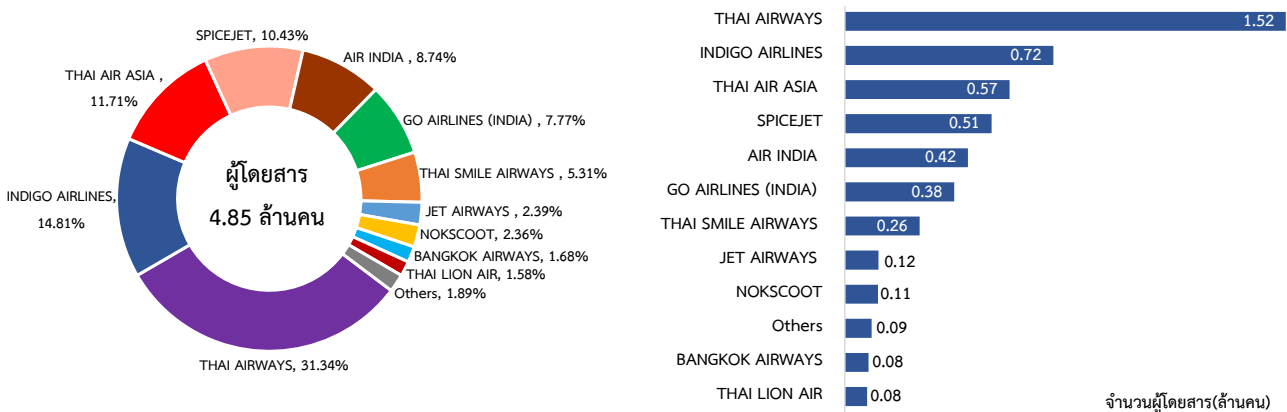 SPICEJET, 10.43%
AIR INDIA , 8.74%
THAI AIR ASIA ,
11.71%
GO AIRLINES (INDIA) , 7.77%
THAI SMILE AIRWAYS , 5.31%
INDIGO AIRLINES,
14.81%
ผู้โดยสาร
4.85 ล้านคน
JET AIRWAYS , 2.39%
NOKSCOOT, 2.36%
BANGKOK AIRWAYS, 1.68%
THAI LION AIR, 1.58%
Others, 1.89%
THAI AIRWAYS, 31.34%
THAI AIRWAYS 1.52
INDIGO AIRLINES 0.72
THAI AIR ASIA 0.57
SPICEJET 0.51
AIR INDIA 0.42
GO AIRLINES (INDIA) 0.38
THAI SMILE AIRWAYS 0.26
JET AIRWAYS 0.12
NOKSCOOT 0.11
Others 0.09
BANGKOK AIRWAYS 0.08
THAI LION AIR 0.08
จำนวนผู้โดยสาร(ล้านคน)